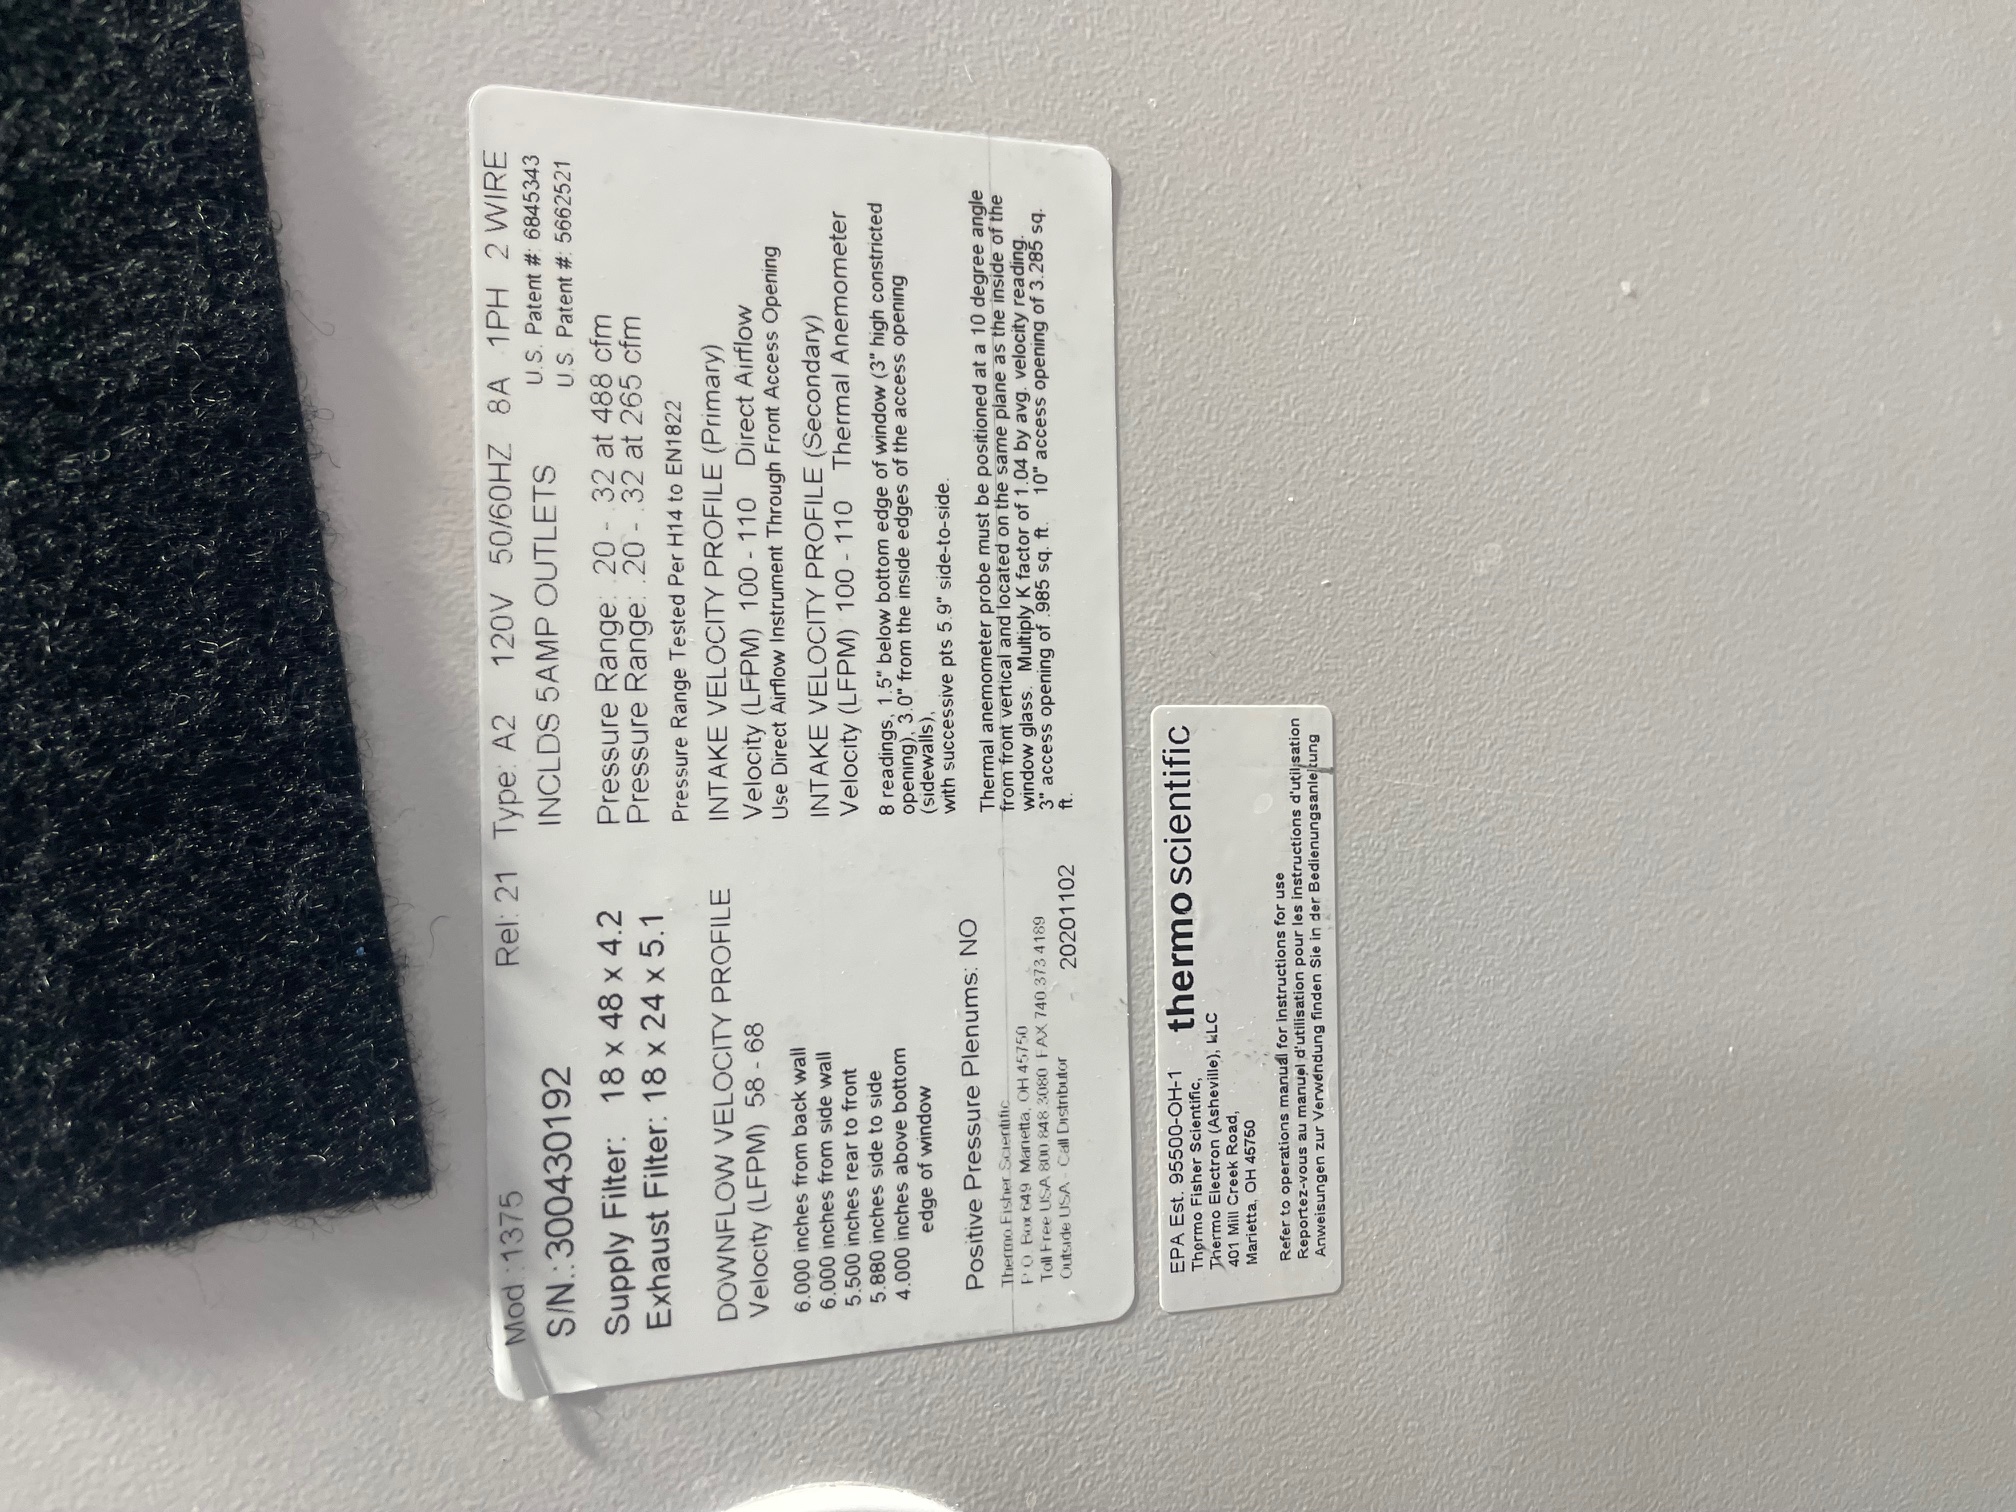 Mod : 1375 Rel: 21 Type: A2 120V 50/60HZ 8A 1PH 2 WIRE
S/N.:300430192 INCLDS 5AMP OUTLETS U.S. Patent #: 6845343
U.S. Patent #: 5662521
Supply Filter: 18 x 48 x 4.2
Exhaust Filter: 18 x 24 x 5.1
Pressure Range: .20 - .32 at 488 cfm
Pressure Range: .20 - .32 at 265 cfm
Pressure Range Tested Per H14 to EN1822
DOWNFLOW VELOCITY PROFILE
Velocity (LFPM) 58 - 68
6.000 inches from back wall
6.000 inches from side wall
5.500 inches rear to front
5.880 inches side to side
4.000 inches above bottom
edge of window
INTAKE VELOCITY PROFILE (Primary)
Velocity (LFPM) 100 - 110 Direct Airflow
Use Direct Airflow Instrument Through Front Access Opening
INTAKE VELOCITY PROFILE (Secondary)
Velocity (LFPM) 100 - 110 Thermal Anemometer
8 readings, 1.5" below bottom edge of window (3" high constricted
opening), 3.0" from the inside edges of the access opening
(sidewalls),
with successive pts 5.9" side-to-side.
Positive Pressure Plenums: NO
Thermo Fisher Scientific
P O Box 649 Marietta, OH 45750
Toll Free USA 800 848 3080 FAX 740 373 4189
Outside USA - Call Distributor 20201102
Thermal anemometer probe must be positioned at a 10 degree angle
from front vertical and located on the same plane as the inside of the
window glass. Multiply K factor of 1.04 by avg. velocity reading.
3" access opening of .985 sq. ft. 10" access opening of 3.285 sq.
ft.
EPA Est. 95500-OH-1 thermo scientific
Thermo Fisher Scientific,
Thermo Electron (Asheville), LLC
401 Mill Creek Road,
Marietta, OH 45750
Refer to operations manual for instructions for use
Reportez-vous au manuel d'utilisation pour les instructions d'utilisation
Anweisungen zur Verwendung finden Sie in der Bedienungsanleitung